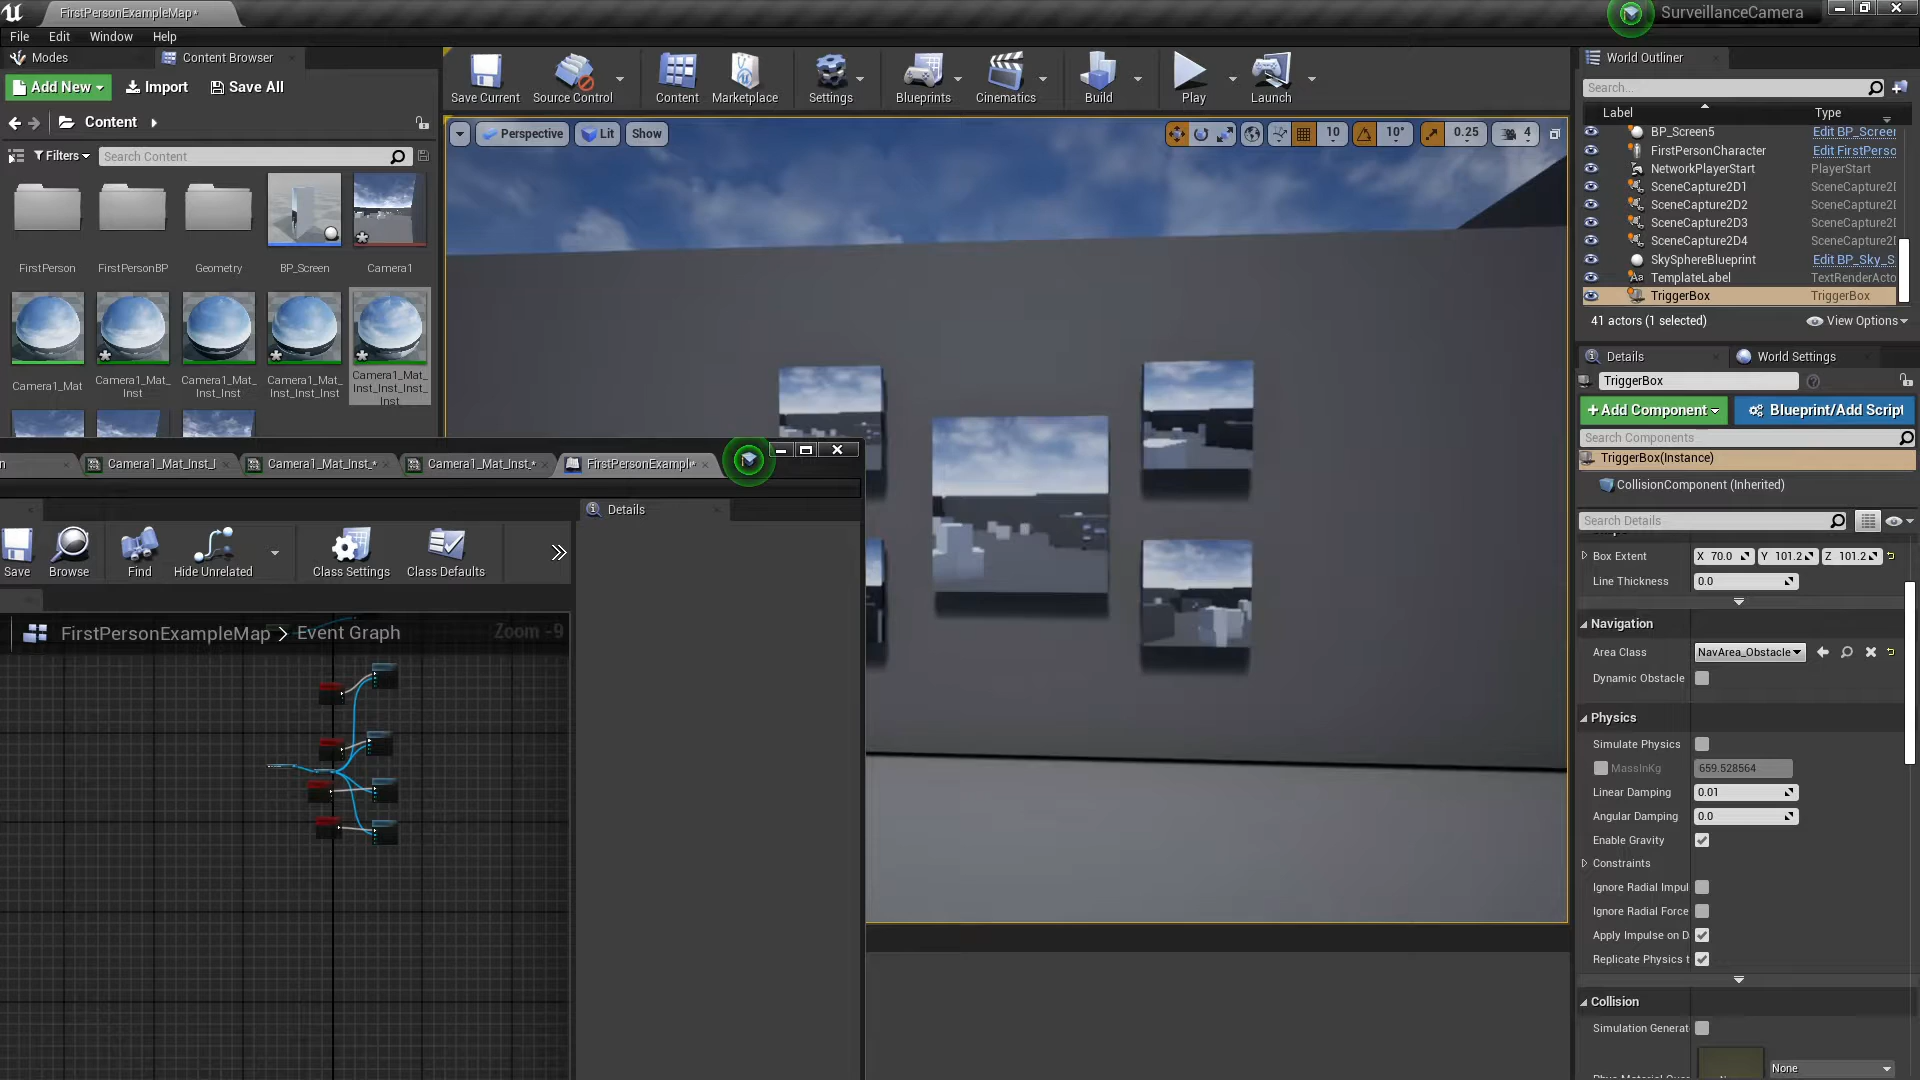 FirstPersonExampleMap*
SurveillanceCamera
File Edit Window Help
Modes
Content Browser
World Outliner
Add New
Import
Save All
Save Current
Source Control
Content
Marketplace
Settings
Blueprints
Cinematics
Build
Play
Launch
Search...
Label
Type
Content
Filters
Search Content
Perspective
Lit
Show
10
10°
0.25
4
BP_Screen5 Edit BP_Screen
FirstPersonCharacter Edit FirstPerso
NetworkPlayerStart PlayerStart
SceneCapture2D1 SceneCapture2D
SceneCapture2D2 SceneCapture2D
SceneCapture2D3 SceneCapture2D
SceneCapture2D4 SceneCapture2D
SkySphereBlueprint Edit BP_Sky_S
TemplateLabel TextRenderActo
TriggerBox TriggerBox
41 actors (1 selected)
View Options
FirstPerson
FirstPersonBP
Geometry
BP_Screen
Camera1
Camera1_Mat
Camera1_Mat_
Inst
Camera1_Mat_
Inst_Inst
Camera1_Mat_
Inst_Inst_Inst
Camera1_Mat_
Inst_Inst_Inst_
Inst
Details
World Settings
TriggerBox
+Add Component
Blueprint/Add Script
Search Components
TriggerBox(Instance)
CollisionComponent (Inherited)
Search Details
Box Extent X 70.0 Y 101.2 Z 101.2
Line Thickness 0.0
Navigation
Area Class NavArea_Obstacle
Dynamic Obstacle
Physics
Simulate Physics
MassInKg 659.528564
Linear Damping 0.01
Angular Damping 0.0
Enable Gravity
Constraints
Ignore Radial Impul
Ignore Radial Force
Apply Impulse on D
Replicate Physics t
Collision
Simulation Generat
None
Camera1_Mat_Inst_I
Camera1_Mat_Inst_*
Camera1_Mat_Inst_*
FirstPersonExampl*
Details
Save
Browse
Find
Hide Unrelated
Class Settings
Class Defaults
FirstPersonExampleMap > Event Graph
Zoom -9